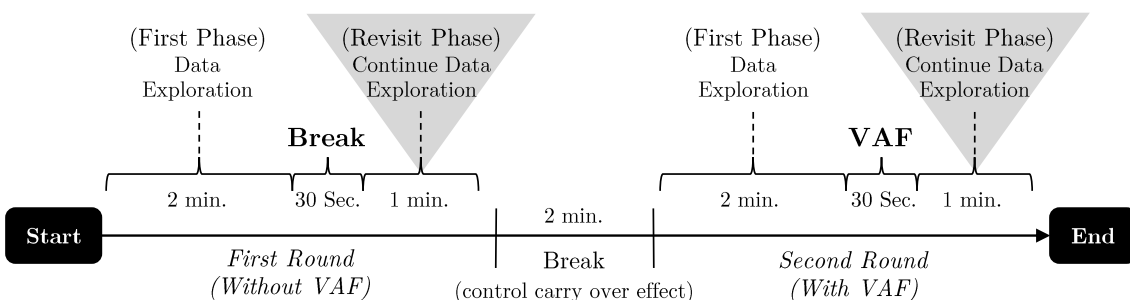 (First Phase)
Data
Exploration
(Revisit Phase)
Continue Data
Exploration
(First Phase)
Data
Exploration
(Revisit Phase)
Continue Data
Exploration
Break
VAF
2 min.
30 Sec.
1 min.
2 min.
30 Sec.
1 min.
Start
2 min.
End
First Round
(Without VAF)
Break
(control carry over effect)
Second Round
(With VAF)